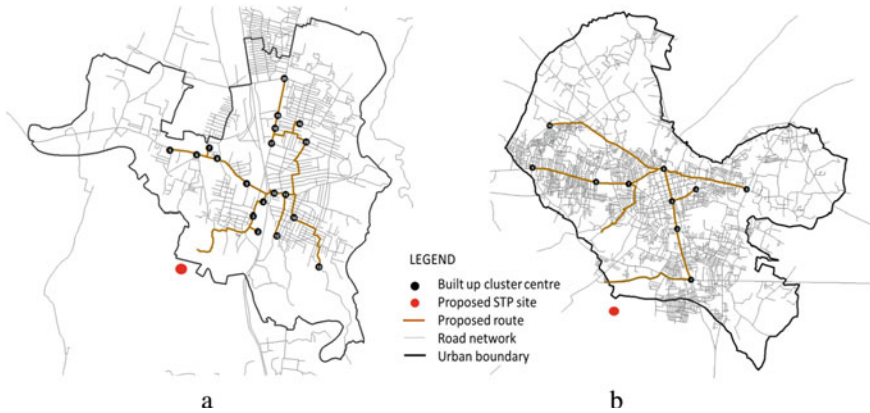 LEGEND
Built up cluster centre
Proposed STP site
Proposed route
Road network
Urban boundary
a
b